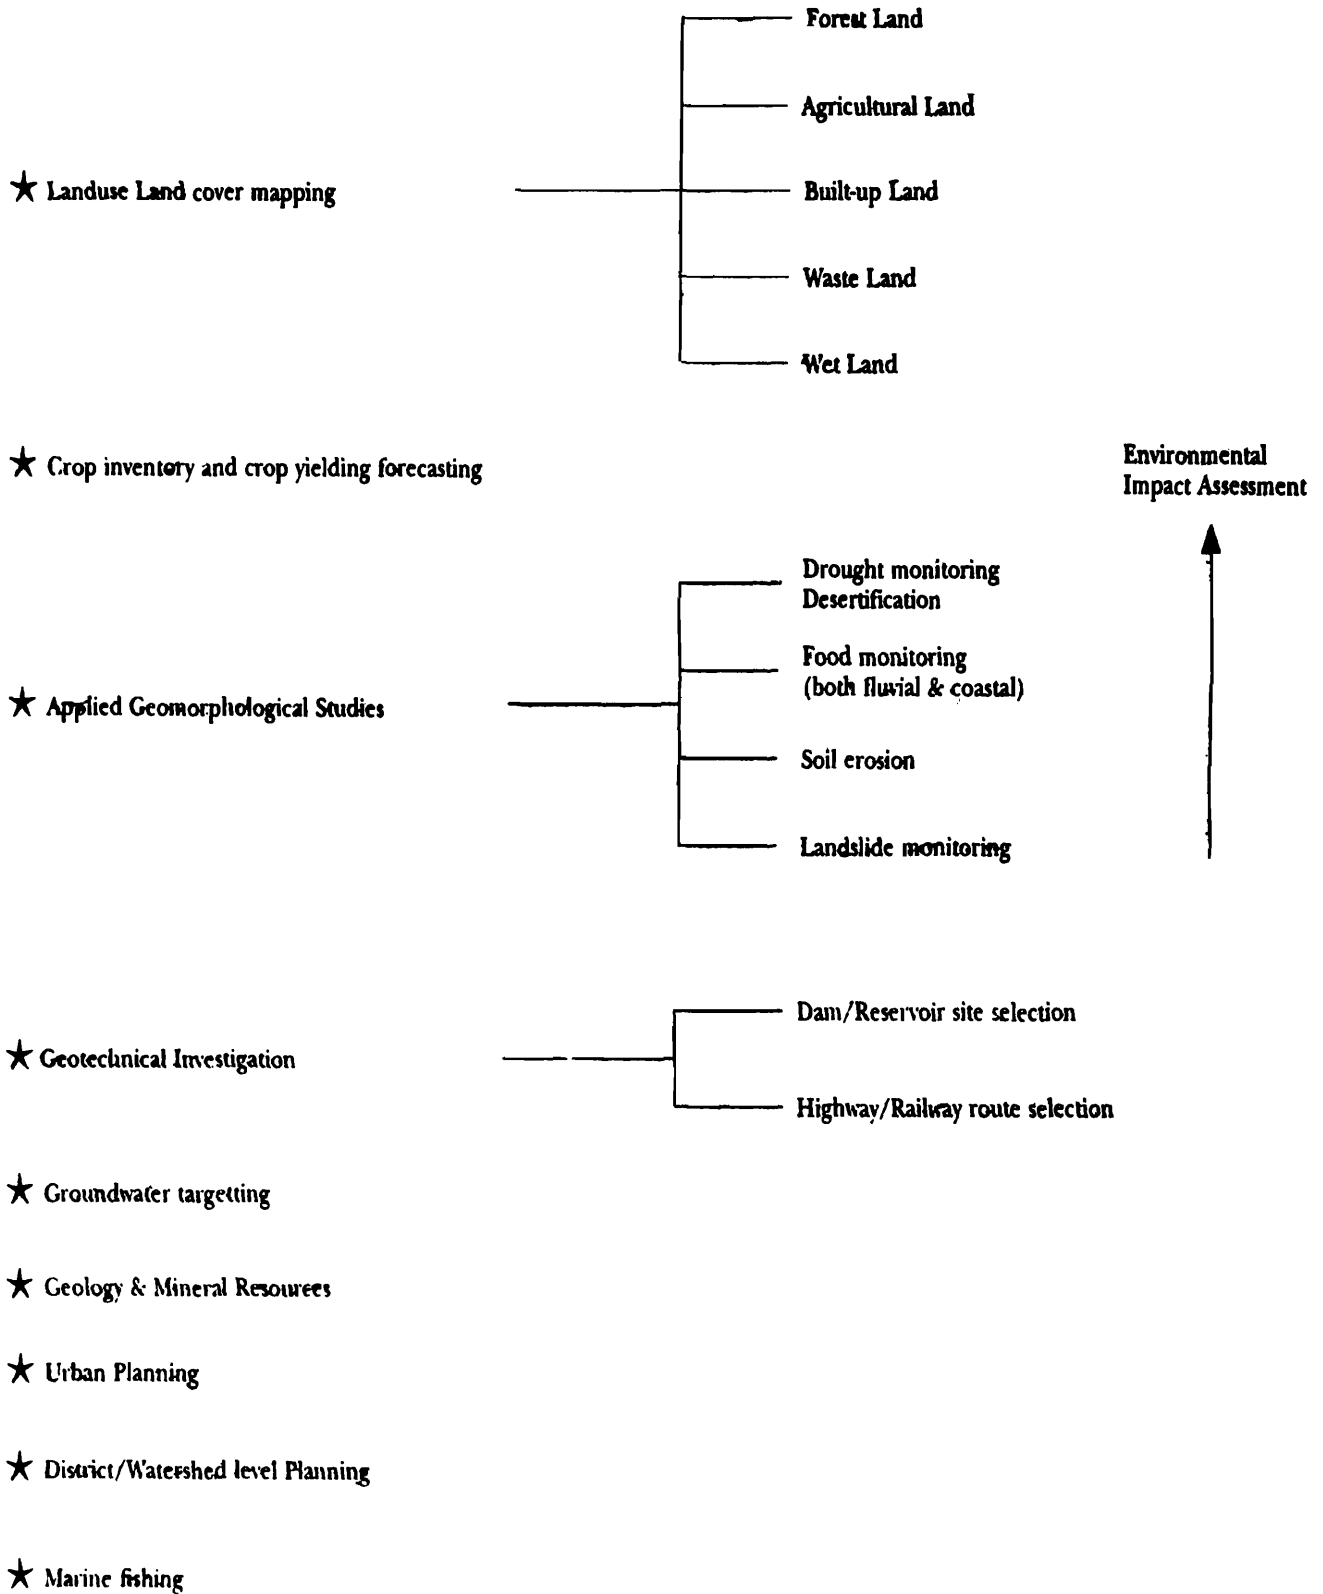 Forest Land
Agricultural Land
★ Landuse Land cover mapping
Built-up Land
Waste Land
Wet Land
★ Crop inventory and crop yielding forecasting
Environmental
Impact Assessment
Drought monitoring
Desertification
Food monitoring
(both fluvial & coastal)
★ Applied Geomorphological Studies
Soil erosion
Landslide monitoring
Dam/Reservoir site selection
★ Geotechnical Investigation
Highway/Railway route selection
★ Groundwater targetting
★ Geology & Mineral Resources
★ Urban Planning
★ District/Watershed level Planning
★ Marine fishing